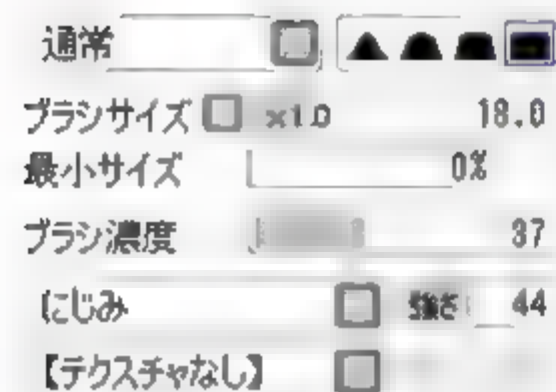 通常
ブラシサイズ ×1.0 18.0
最小サイズ 0%
ブラシ濃度 37
にじみ 強さ 44
【テクスチャなし】